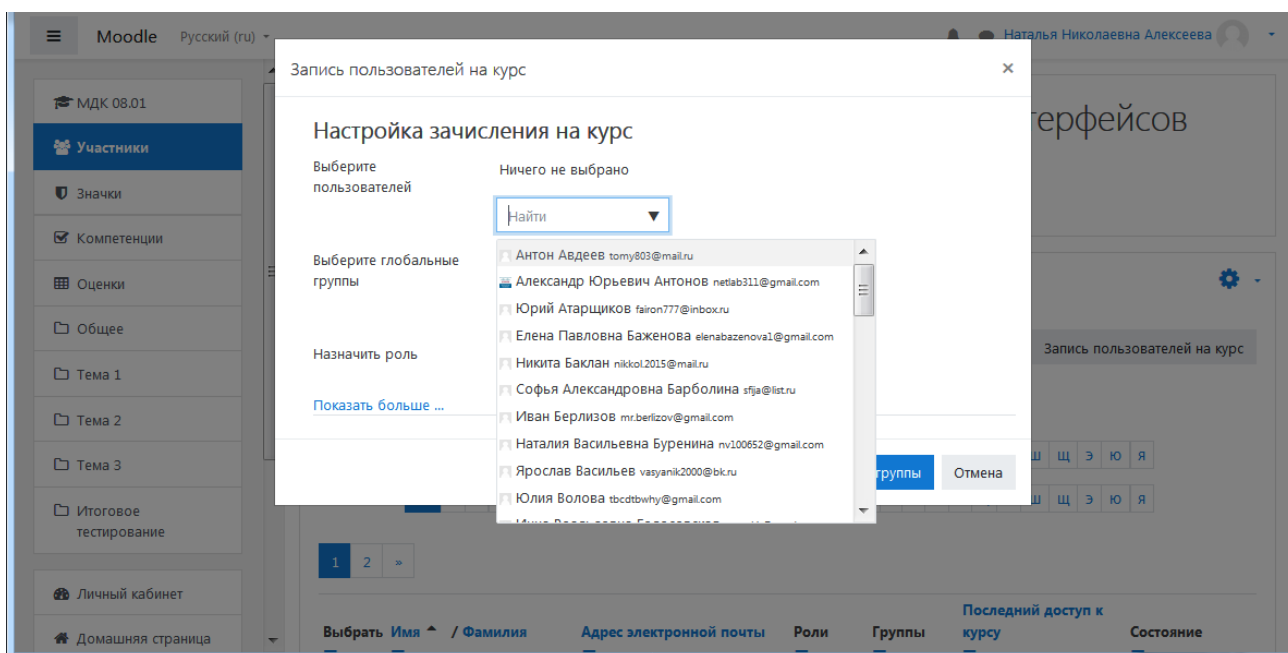 Moodle Русский (ru)
Наталья Николаевна Алексеева
Запись пользователей на курс
×
МДК 08.01
Участники
Значки
Компетенции
Оценки
Общее
Тема 1
Тема 2
Тема 3
Итоговое
тестирование
Личный кабинет
Домашняя страница
Настройка зачисления на курс
Выберите
пользователей
Ничего не выбрано
Найти
Выберите глобальные
группы
Назначить роль
Показать больше ...
Антон Авдеев tomy803@mail.ru
Александр Юрьевич Антонов netlab311@gmail.com
Юрий Атарщиков fairon777@inbox.ru
Елена Павловна Баженова elenabazenova1@gmail.com
Никита Баклан nikkol.2015@mail.ru
Софья Александровна Барболина sfija@list.ru
Иван Берлизов mr.berlizov@gmail.com
Наталия Васильевна Буренина nv100652@gmail.com
Ярослав Васильев vasyanik2000@bk.ru
Юлия Волова tbcdtbwhy@gmail.com
группы
Отмена
терфейсов
Запись пользователей на курс
Ш Щ Э Ю Я
Ш Щ Э Ю Я
1 2 »
Выбрать Имя / Фамилия Адрес электронной почты Роли Группы
Последний доступ к
курсу
Состояние